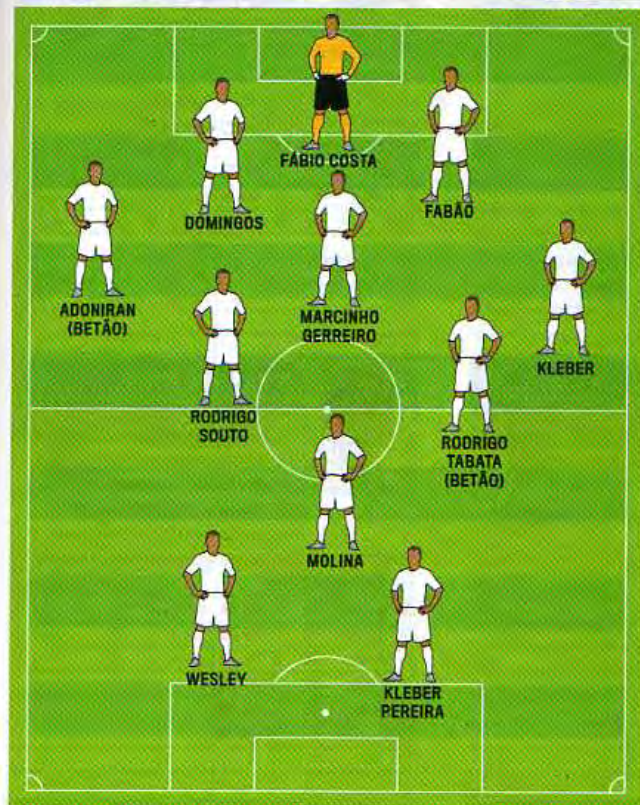 FÁBIO COSTA
DOMINGOS
FABÃO
ADONIRAN
(BETÃO)
MARCINHO
GERREIRO
KLEBER
RODRIGO
SOUTO
RODRIGO
TABATA
(BETÃO)
MOLINA
WESLEY
KLEBER
PEREIRA